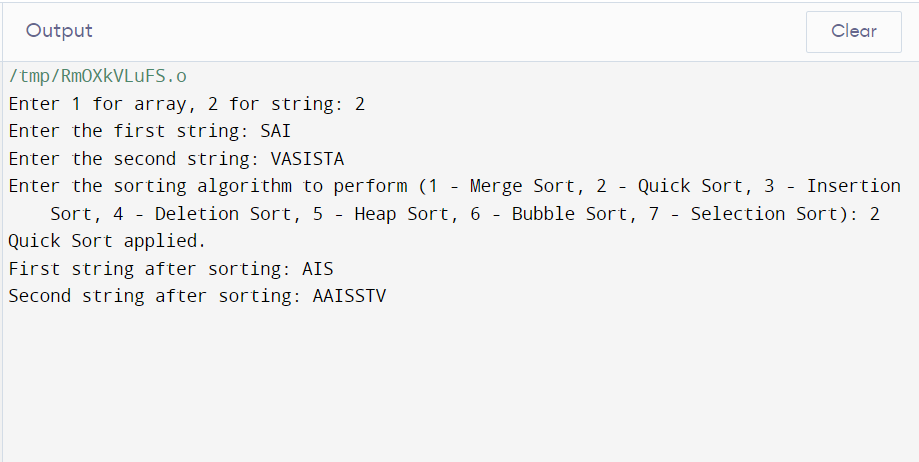 Output
Clear
/tmp/RmOXkVLuFS.o
Enter 1 for array, 2 for string: 2
Enter the first string: SAI
Enter the second string: VASISTA
Enter the sorting algorithm to perform (1 - Merge Sort, 2 - Quick Sort, 3 - Insertion
Sort, 4 - Deletion Sort, 5 - Heap Sort, 6 - Bubble Sort, 7 - Selection Sort): 2
Quick Sort applied.
First string after sorting: AIS
Second string after sorting: AAISSTV